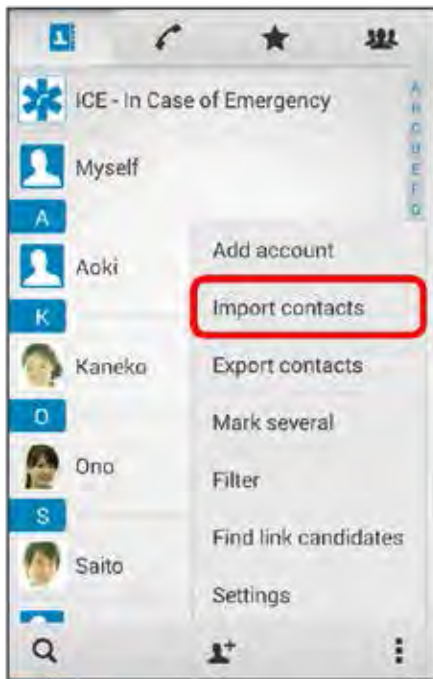 ICE - In Case of Emergency
Myself
A
Aoki
K
Kaneko
O
Ono
S
Saito
Add account
Import contacts
Export contacts
Mark several
Filter
Find link candidates
Settings
A
C
E
F